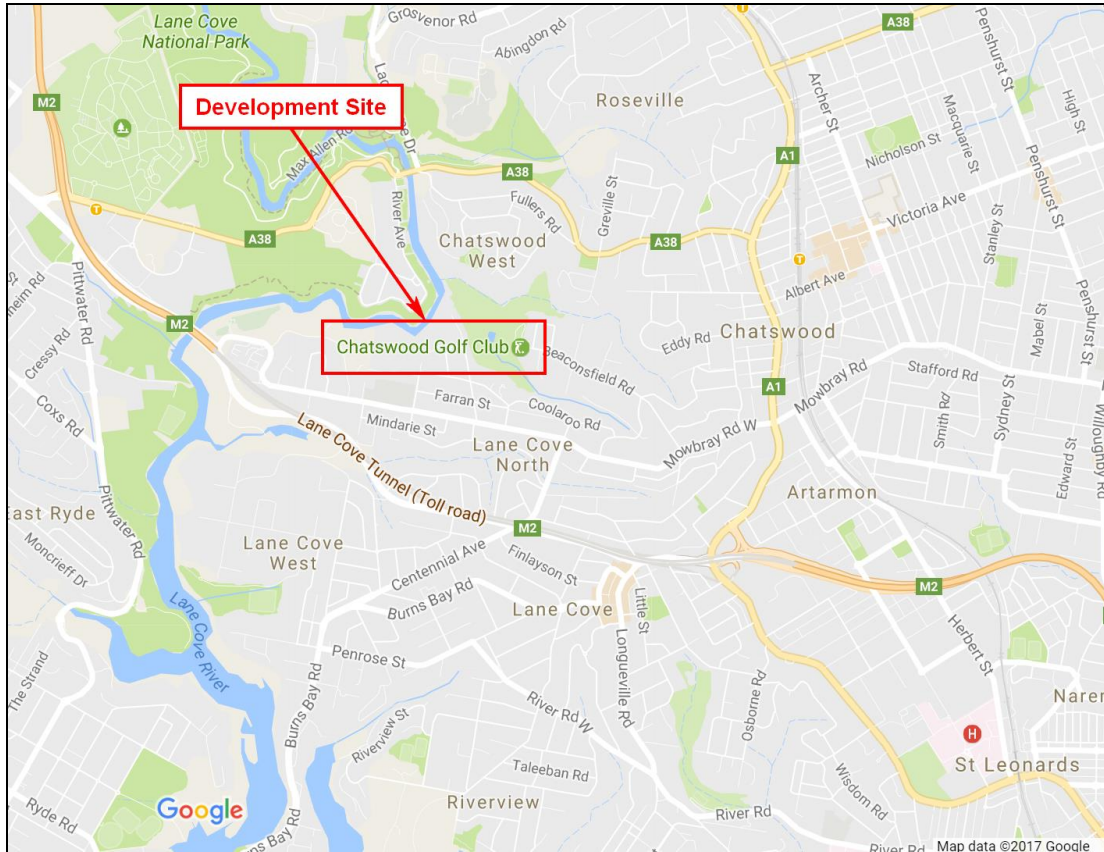 Lane Cove
National Park
Grosvenor Rd
Abingdon Rd
A38
Penshurst St
M2
Development Site
Roseville
Archer St
Macquarie St
High St
Max Allen Rd
Nicholson St
A1
A38
Penshurst St
Fullers Rd
Greville St
Victoria Ave
River Ave
Stanley St
A38
Chatswood
West
A38
Pittwater Rd
Albert Ave
Penshurst St
M2
Chatswood Golf Club
Eddy Rd
Chatswood
Mabel St
Cressy Rd
Beaconsfield Rd
Mowbray Rd
Stafford Rd
A1
Coxs Rd
Farran St
Coolaroo Rd
Smith Rd
Sydney St
Willoughby Rd
Mindarie St
Lane Cove
North
Mowbray Rd W
Edward St
Lane Cove Tunnel (Toll road)
Artarmon
East Ryde
Pittwater Rd
M2
Moncrieff Dr
Lane Cove
West
Centennial Ave
Finlayson St
M2
Burns Bay Rd
Lane Cove
Little St
Herbert St
Lane Cove River
Penrose St
Longueville Rd
The Strand
Burns Bay Rd
Osborne Rd
Naren
River Rd W
Riverview St
H
St Leonards
Taleeban Rd
Wisdom Rd
Google
Riverview
Ryde Rd
River Rd
Burns Bay Rd
River Rd
Map data ©2017 Google